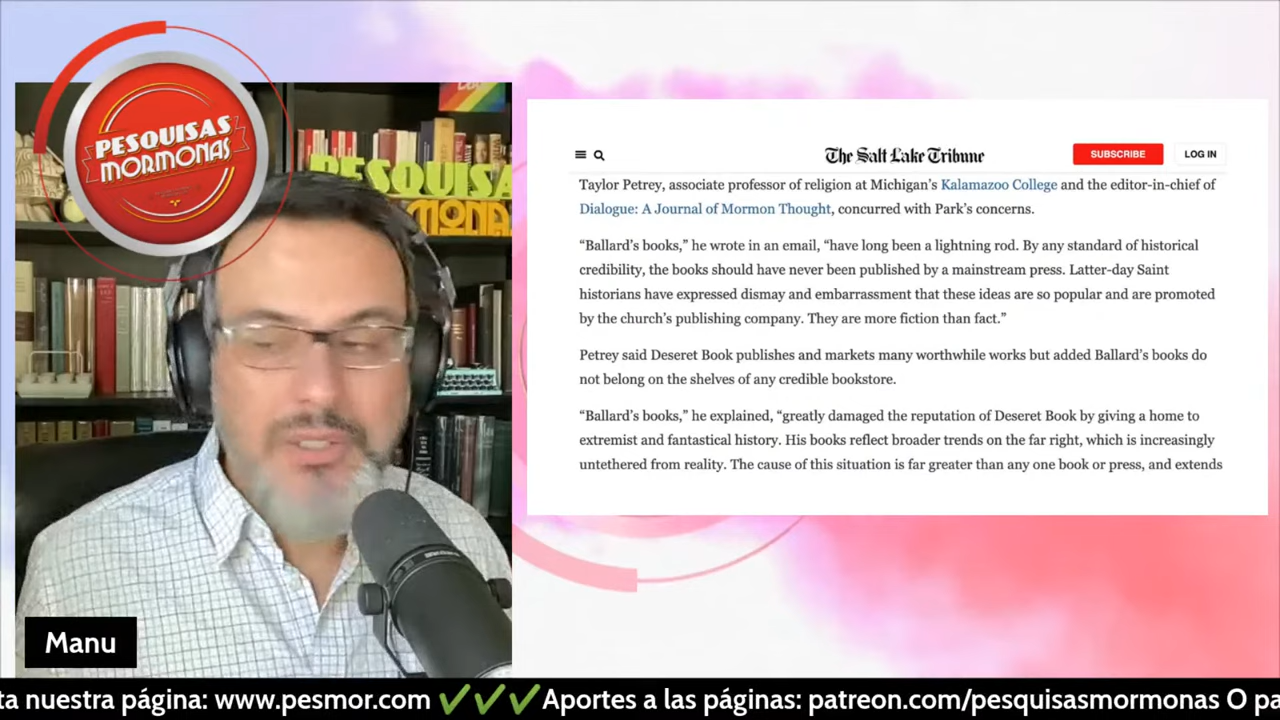 PESQUISAS
MORMONAS
PESQUISA
MONA
The Salt Lake Tribune
SUBSCRIBE
LOG IN
Taylor Petrey, associate professor of religion at Michigan’s Kalamazoo College and the editor-in-chief of
Dialogue: A Journal of Mormon Thought, concurred with Park’s concerns.
“Ballard’s books,” he wrote in an email, “have long been a lightning rod. By any standard of historical
credibility, the books should have never been published by a mainstream press. Latter-day Saint
historians have expressed dismay and embarrassment that these ideas are so popular and are promoted
by the church’s publishing company. They are more fiction than fact.”
Petrey said Deseret Book publishes and markets many worthwhile works but added Ballard’s books do
not belong on the shelves of any credible bookstore.
“Ballard’s books,” he explained, “greatly damaged the reputation of Deseret Book by giving a home to
extremist and fantastical history. His books reflect broader trends on the far right, which is increasingly
untethered from reality. The cause of this situation is far greater than any one book or press, and extends
Manu
ta nuestra página: www.pesmor.com ✔✔✔ Aportes a las páginas: patreon.com/pesquisasmormonas O pa